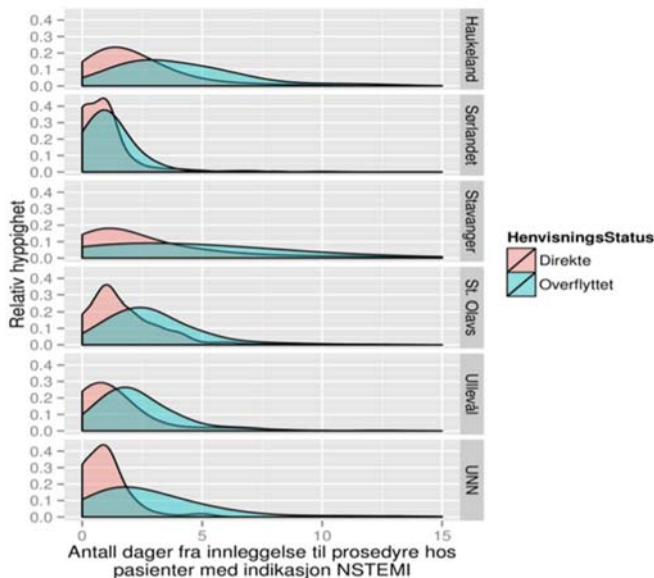 Relativ hyppighet
0.4
0.3
0.2
0.1
0.0
Haukeland
0.4
0.3
0.2
0.1
0.0
Sørlandet
0.4
0.3
0.2
0.1
0.0
Stavanger
0.4
0.3
0.2
0.1
0.0
St. Olavs
0.4
0.3
0.2
0.1
0.0
Ullevål
0.4
0.3
0.2
0.1
0.0
UNN
0 5 10 15
Antall dager fra innleggelse til prosedyre hos
pasienter med indikasjon NSTEMI
HenvisningsStatus
Direkte
Overflyttet